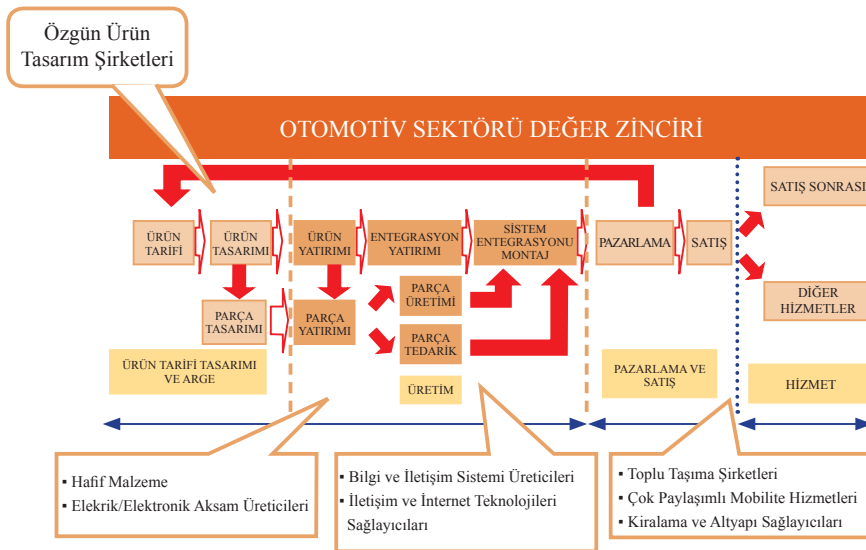 Özgün Ürün
Tasarım Şirketleri
OTOMOTİV SEKTÖRÜ DEĞER ZİNCİRİ
ÜRÜN
TARİFİ
ÜRÜN
TASARIMI
ÜRÜN
YATIRIMI
ENTEGRASYON
YATIRIMI
SİSTEM
ENTEGRASYONU
MONTAJ
PAZARLAMA
SATIŞ
SATIŞ SONRASI
PARÇA
TASARIMI
PARÇA
YATIRIMI
PARÇA
ÜRETİMİ
PARÇA
TEDARİK
DİĞER
HİZMETLER
ÜRÜN TARİFİ TASARIMI
VE ARGE
ÜRETİM
PAZARLAMA VE
SATIŞ
HİZMET
▪ Hafif Malzeme
▪ Elekrik/Elektronik Aksam Üreticileri
▪ Bilgi ve İletişim Sistemi Üreticileri
▪ İletişim ve İnternet Teknolojileri
Sağlayıcıları
▪ Toplu Taşıma Şirketleri
▪ Çok Paylaşımlı Mobilite Hizmetleri
▪ Kiralama ve Altyapı Sağlayıcıları